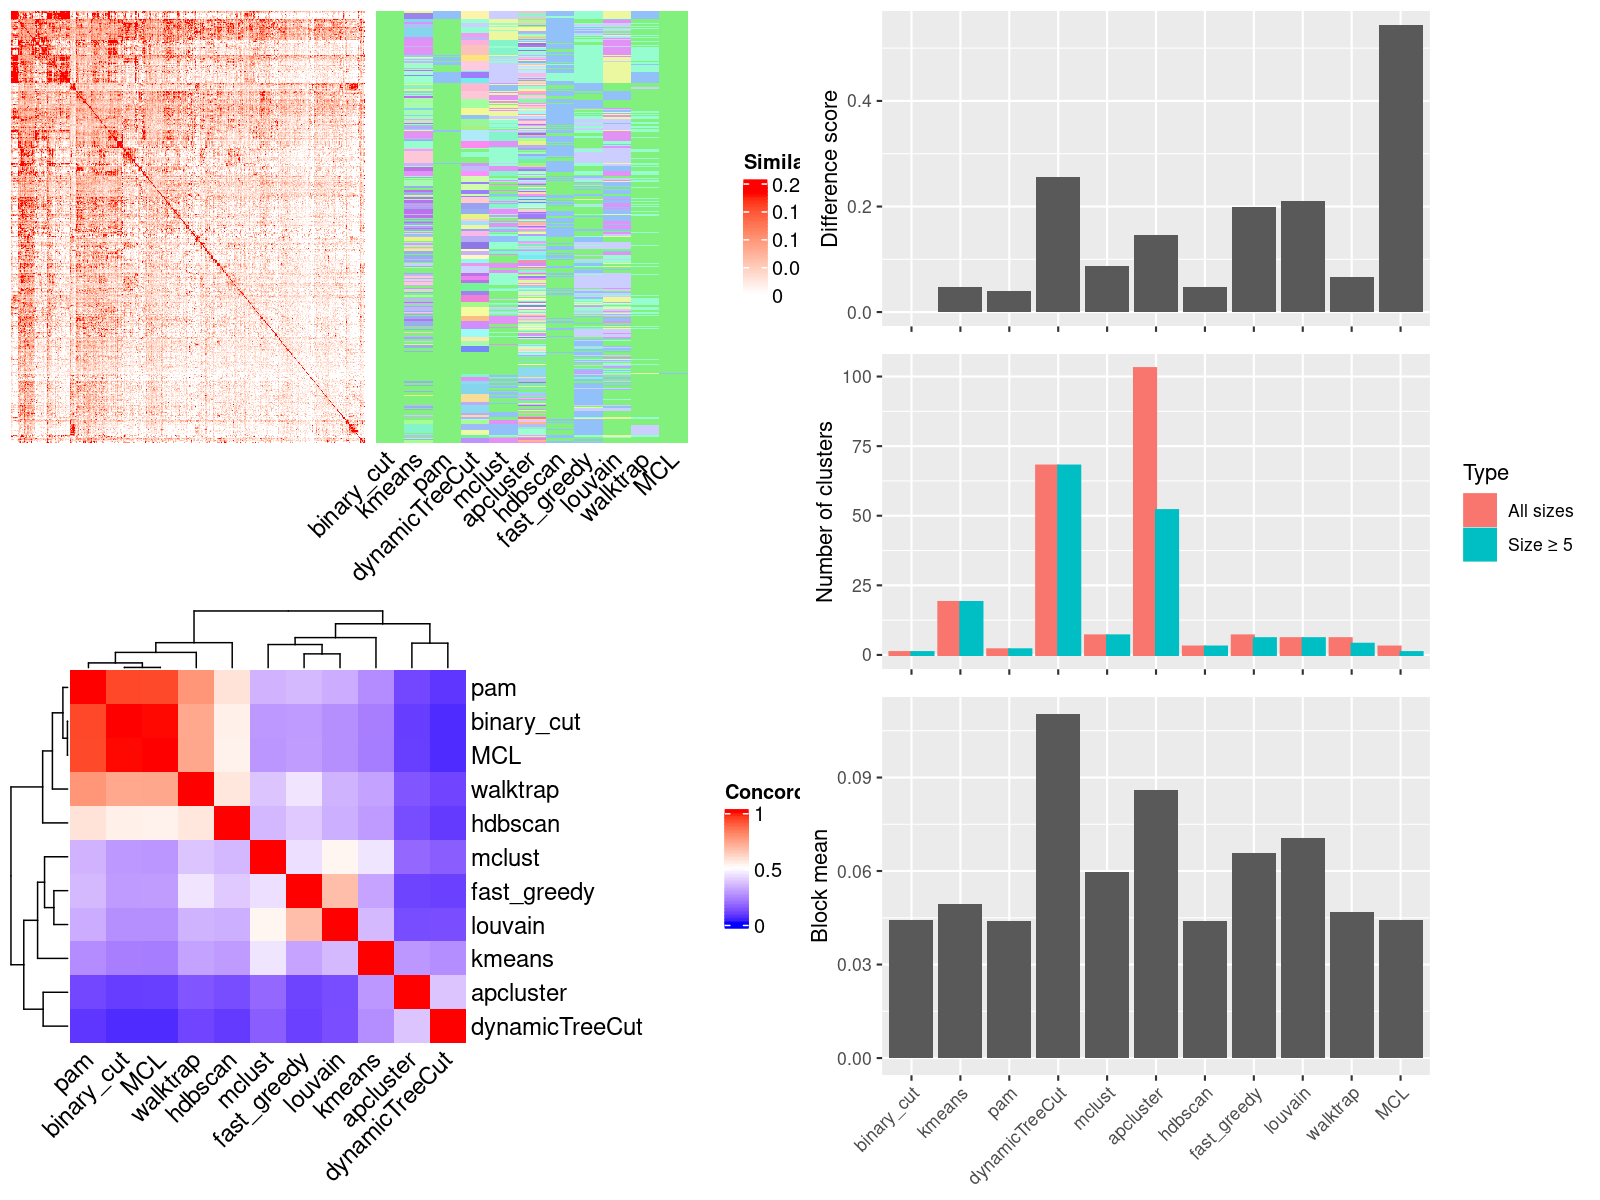 Simila
0.2
0.1
0.1
0.0
0
binary_cut
kmeans
pam
dynamicTreeCut
mclust
apcluster
hdbscan
fast_greedy
louvain
walktrap
MCL
pam
binary_cut
MCL
walktrap
hdbscan
mclust
fast_greedy
louvain
kmeans
apcluster
dynamicTreeCut
pam
binary_cut
MCL
walktrap
hdbscan
mclust
fast_greedy
louvain
kmeans
apcluster
dynamicTreeCut
Concord
1
0.5
0
Difference score
0.4
0.2
0.0
Number of clusters
100
75
50
25
0
Type
All sizes
Size ≥ 5
Block mean
0.09
0.06
0.03
0.00
binary_cut
kmeans
pam
dynamicTreeCut
mclust
apcluster
hdbscan
fast_greedy
louvain
walktrap
MCL